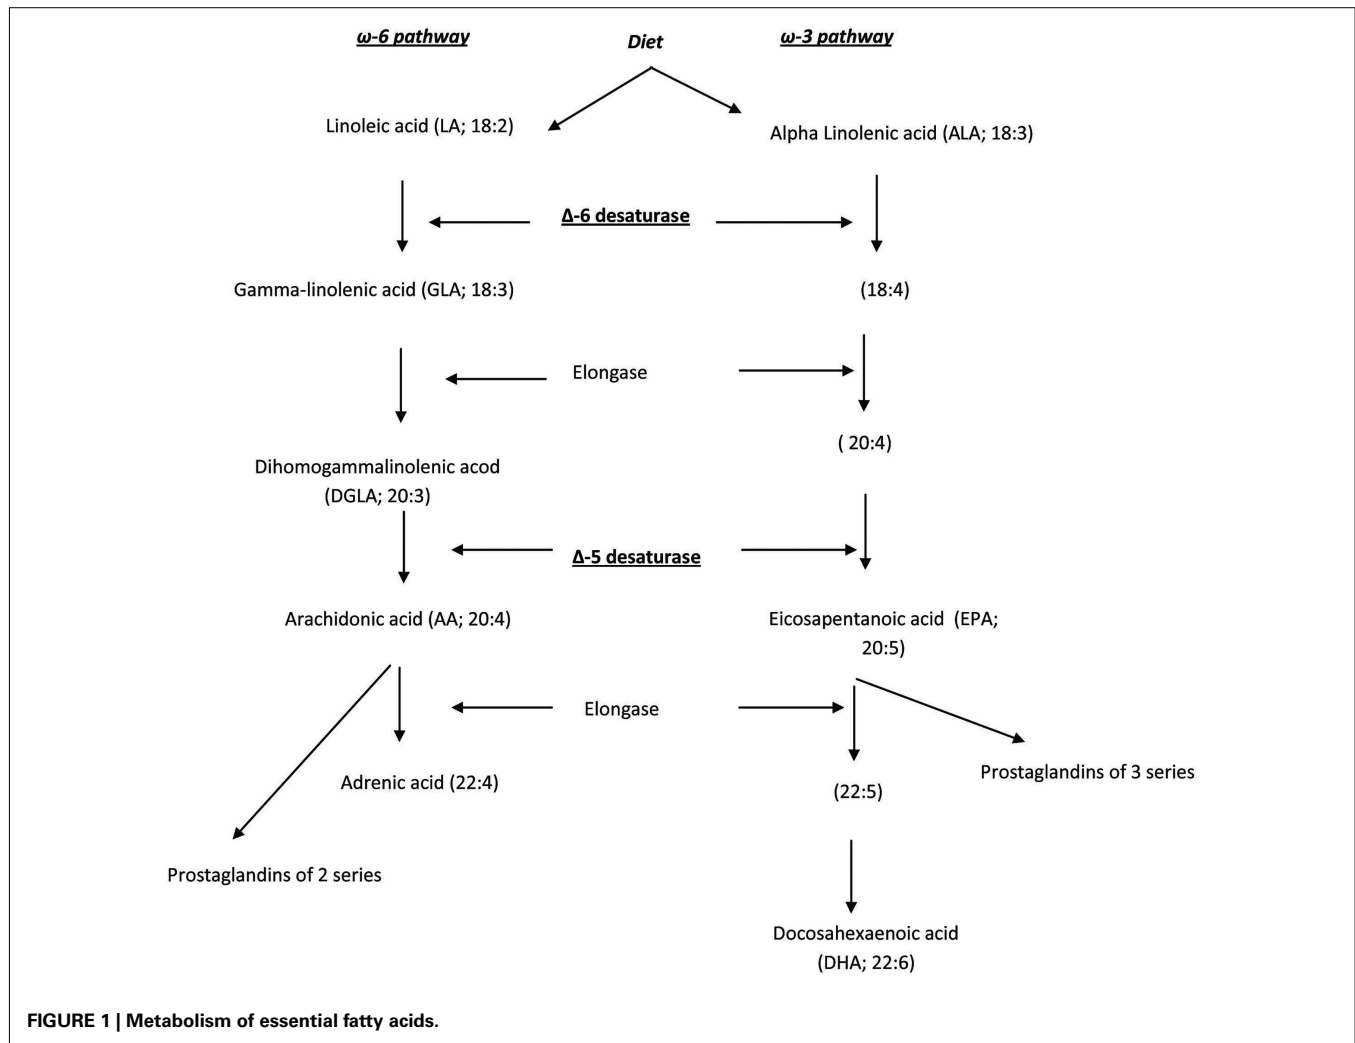 ω-6 pathway
Diet
ω-3 pathway
Linoleic acid (LA; 18:2)
Alpha Linolenic acid (ALA; 18:3)
Δ-6 desaturase
Gamma-linolenic acid (GLA; 18:3)
(18:4)
Elongase
( 20:4)
Dihomogammalinolenic acod
(DGLA; 20:3)
Δ-5 desaturase
Arachidonic acid (AA; 20:4)
Eicosapentanoic acid (EPA;
20:5)
Elongase
Adrenic acid (22:4)
(22:5)
Prostaglandins of 3 series
Prostaglandins of 2 series
Docosahexaenoic acid
(DHA; 22:6)
FIGURE 1 | Metabolism of essential fatty acids.